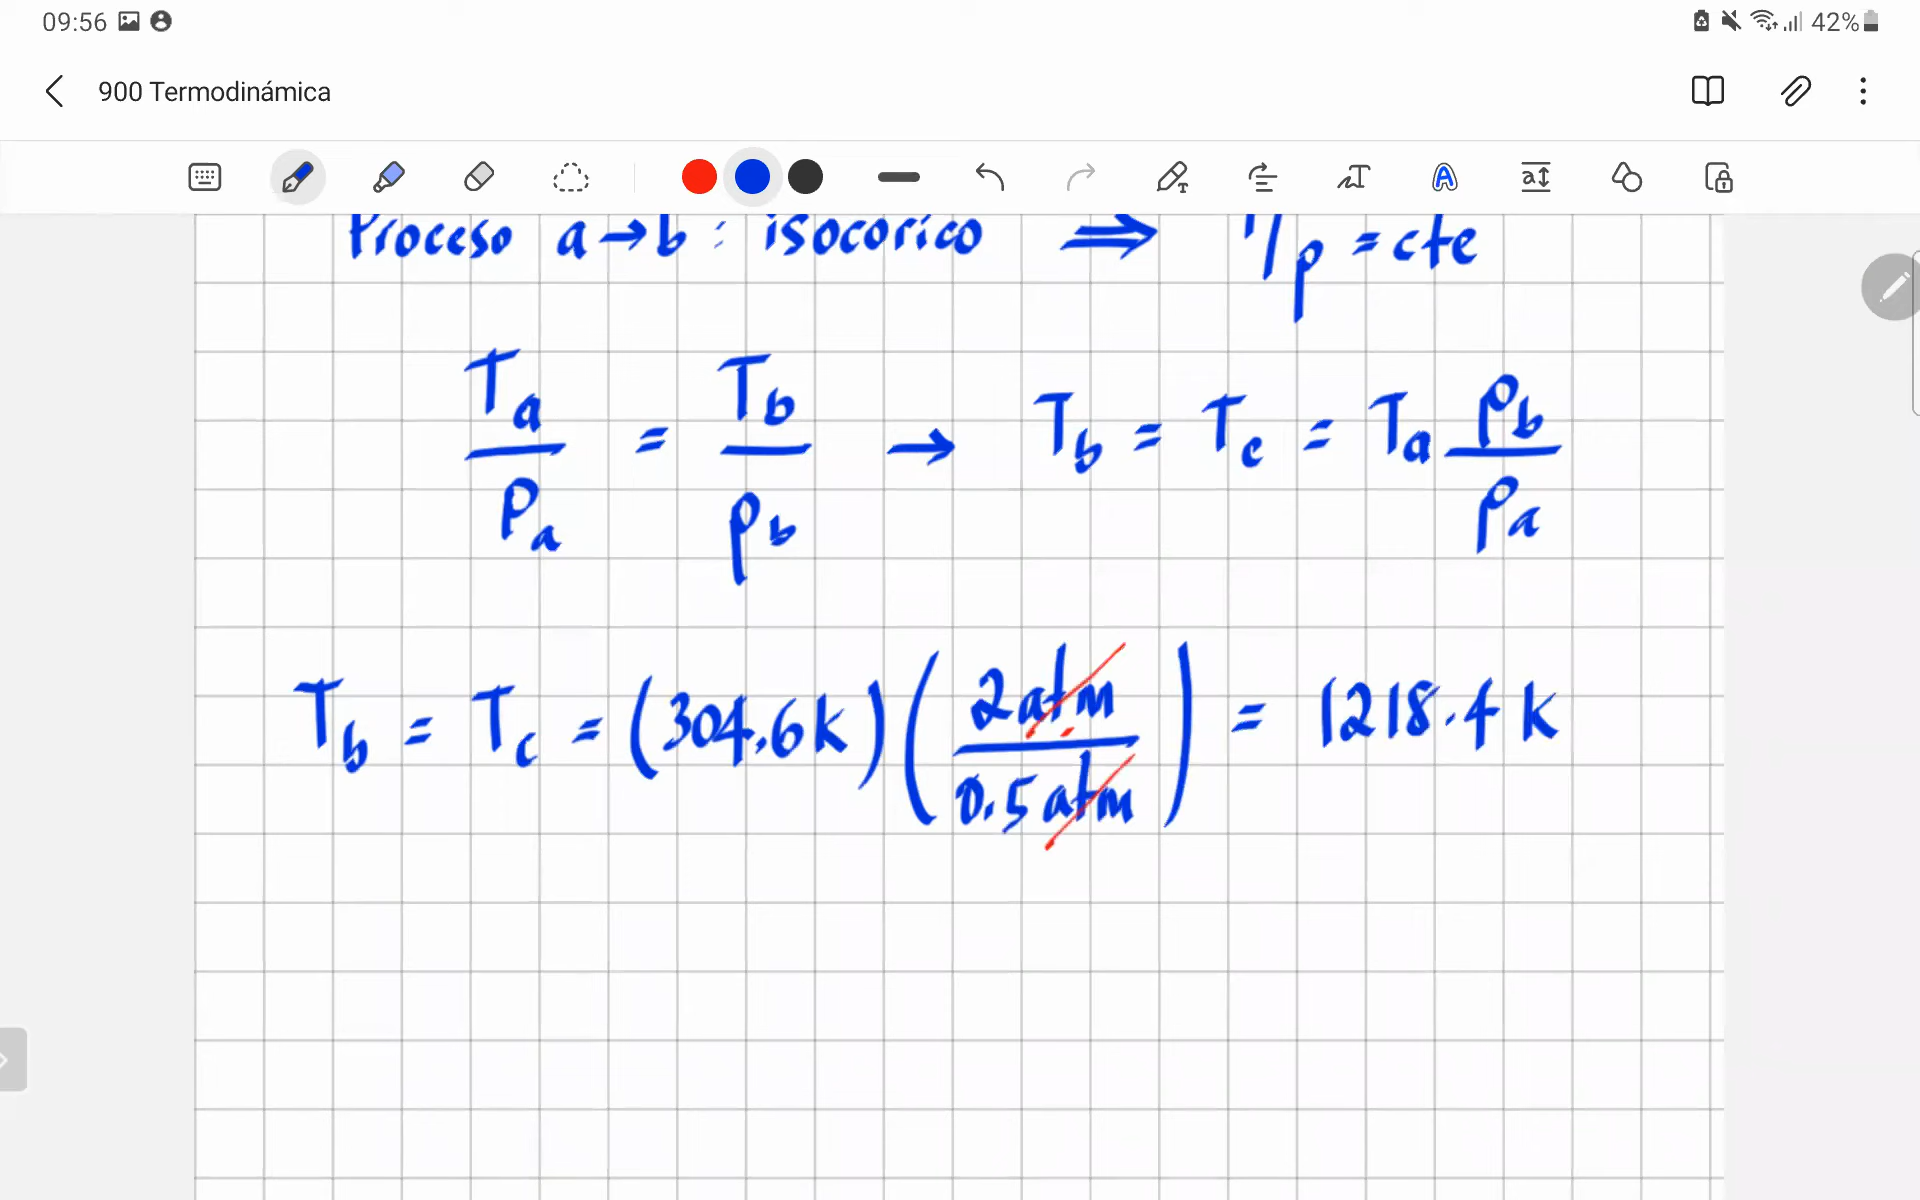 09:56 42%
900 Termodinámica
Proceso a→b : isocorico ⟹ T/p = cte
Ta/Pa = Tb/Pb → Tb = Tc = Ta Pb/Pa
Tb = Tc = (304.6k)(2atm/0.5atm) = 1218.4 k